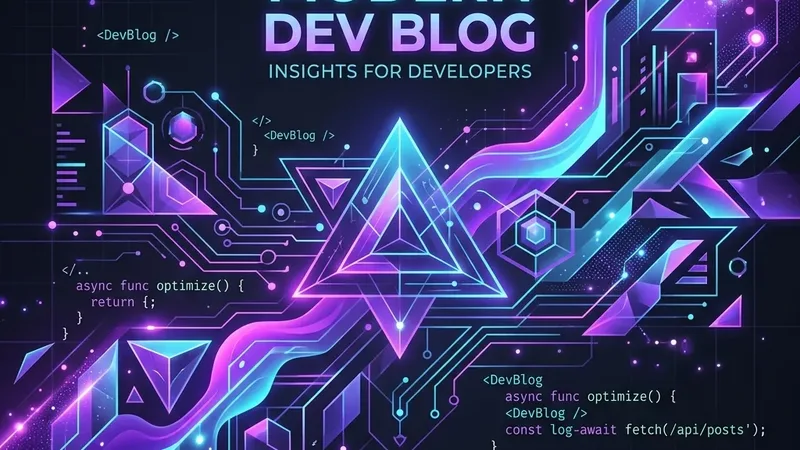 MODERN
DEV BLOG
INSIGHTS FOR DEVELOPERS
<DevBlog />
</>
<DevBlog />
}
</..
async func optimize() {
return {;
}
}
<DevBlog
async func optimize() {
<DevBlog />
const log-await fetch(/api/posts');
}